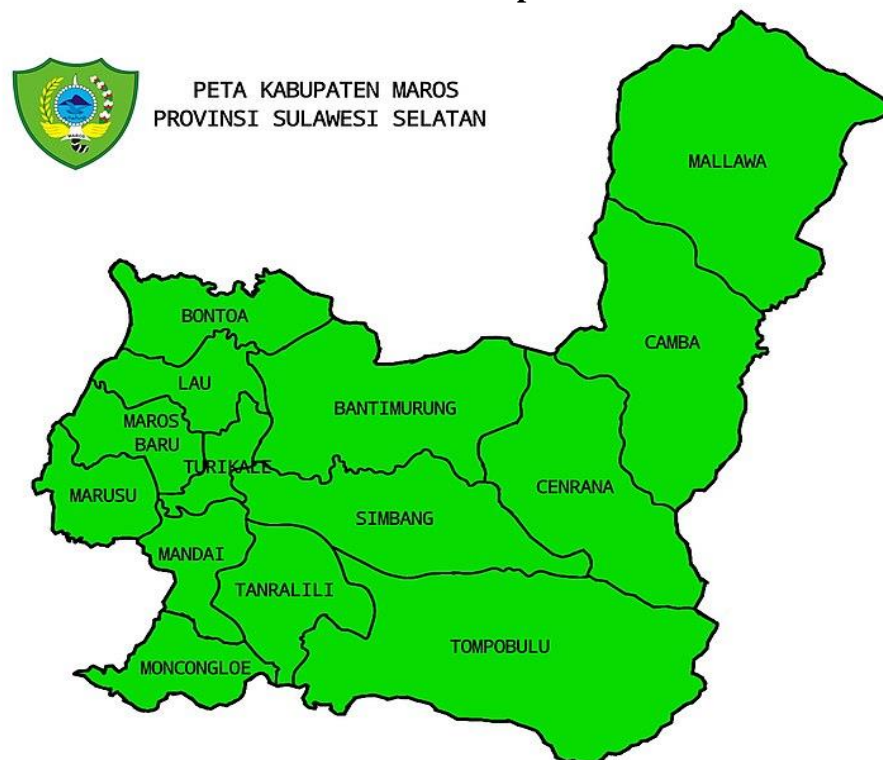 PETA KABUPATEN MAROS
PROVINSI SULAWESI SELATAN
MAROS
MALLAWA
BONTOA
CAMBA
LAU
BANTIMURUNG
MAROS
BARU
TURIKALE
MARUSU
CENRANA
SIMBANG
MANDAI
TANRALILI
TOMPOBULU
MONCONGLOE